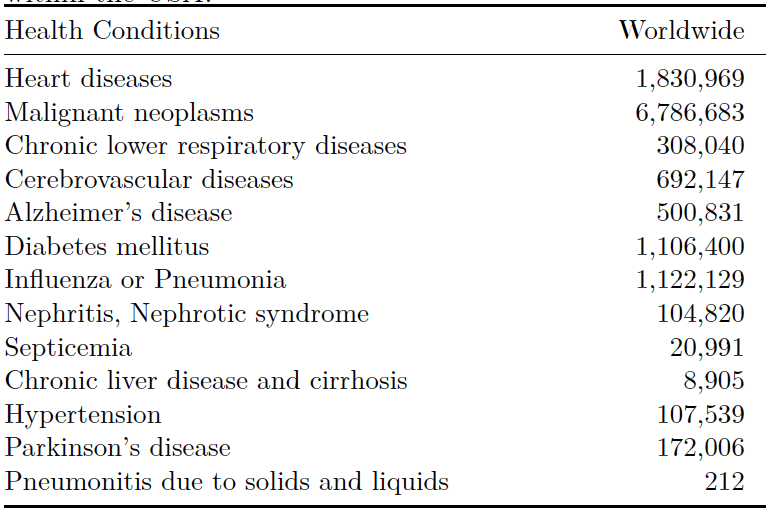 within the USA.
Health Conditions Worldwide
Heart diseases 1,830,969
Malignant neoplasms 6,786,683
Chronic lower respiratory diseases 308,040
Cerebrovascular diseases 692,147
Alzheimer's disease 500,831
Diabetes mellitus 1,106,400
Influenza or Pneumonia 1,122,129
Nephritis, Nephrotic syndrome 104,820
Septicemia 20,991
Chronic liver disease and cirrhosis 8,905
Hypertension 107,539
Parkinson's disease 172,006
Pneumonitis due to solids and liquids 212